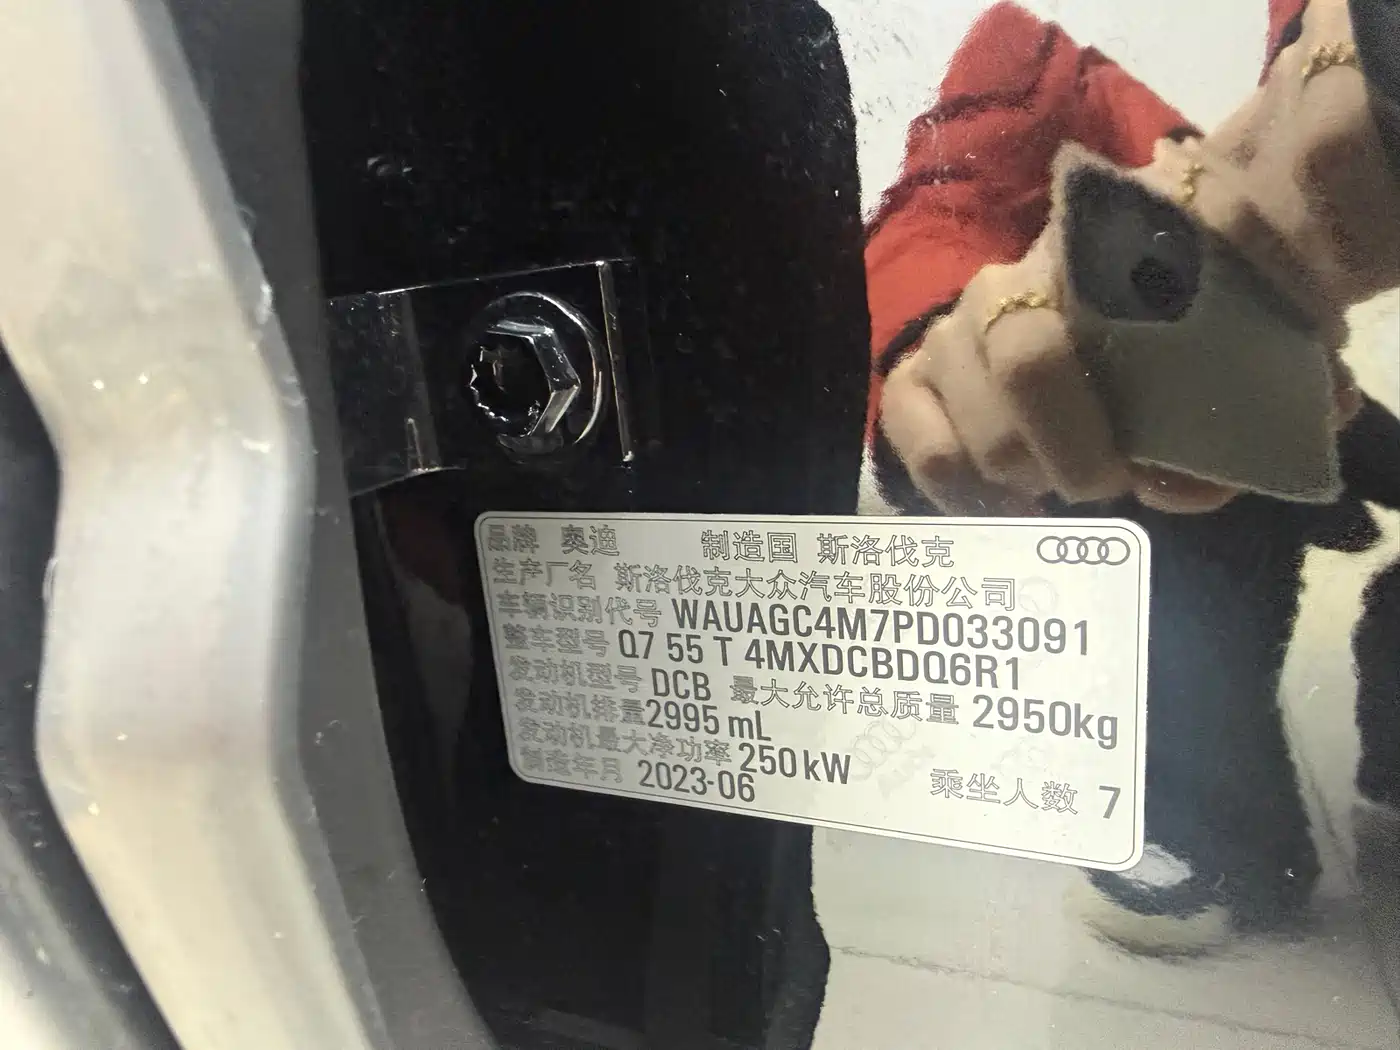 品牌 奥迪 制造国 斯洛伐克
生产厂名 斯洛伐克大众汽车股份公司
车辆识别代号 WAUAGC4M7PD033091
整车型号 Q7 55 T 4MXDCBDQ6R1
发动机型号 DCB 最大允许总质量 2950kg
发动机排量 2995 mL
发动机最大净功率 250kW
制造年月 2023-06 乘坐人数 7